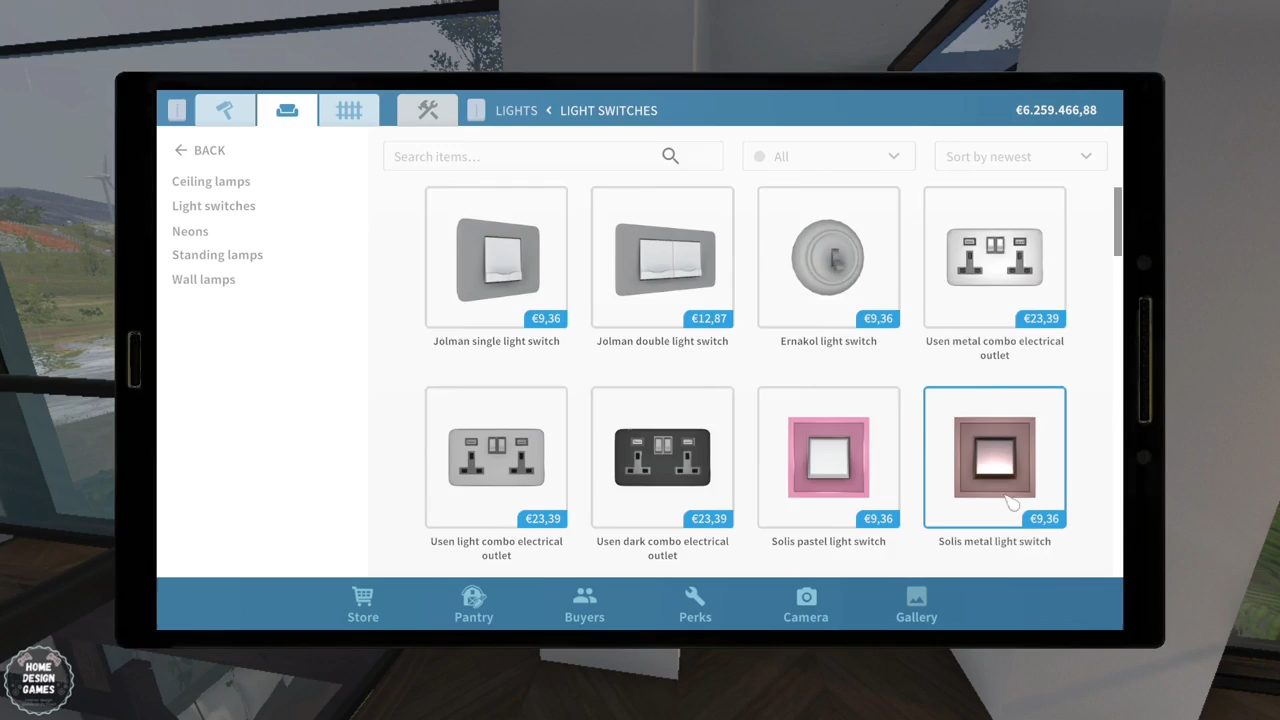 LIGHTS < LIGHT SWITCHES
€6.259.466,88
BACK
Ceiling lamps
Light switches
Neons
Standing lamps
Wall lamps
Search items...
All
Sort by newest
€9,36
€12,87
€9,36
€23,39
Jolman single light switch
Jolman double light switch
Ernakol light switch
Usen metal combo electrical
outlet
€23,39
€23,39
€9,36
€9,36
Usen light combo electrical
outlet
Usen dark combo electrical
outlet
Solis pastel light switch
Solis metal light switch
Store
Pantry
Buyers
Perks
Camera
Gallery
HOME
DESIGN
GAMES